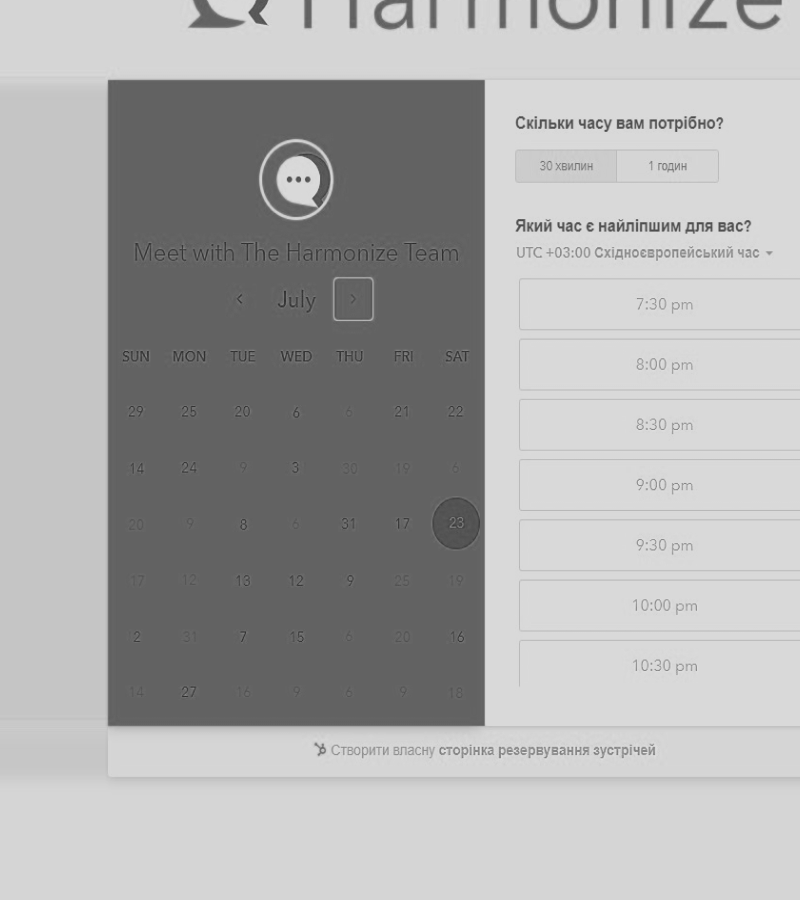 Harmonize
Meet with The Harmonize Team
July
SUN MON TUE WED THU FRI SAT
29 25 20 6 6 21 22
14 24 9 3 30 19 6
20 9 8 6 31 17 23
17 12 13 12 9 25 19
2 31 7 15 6 20 16
14 27 16 9 6 9 18
Скільки часу вам потрібно?
30 хвилин 1 годин
Який час є найліпшим для вас?
UTC +03:00 Східноєвропейський час
7:30 pm
8:00 pm
8:30 pm
9:00 pm
9:30 pm
10:00 pm
10:30 pm
Створити власну сторінка резервування зустрічей